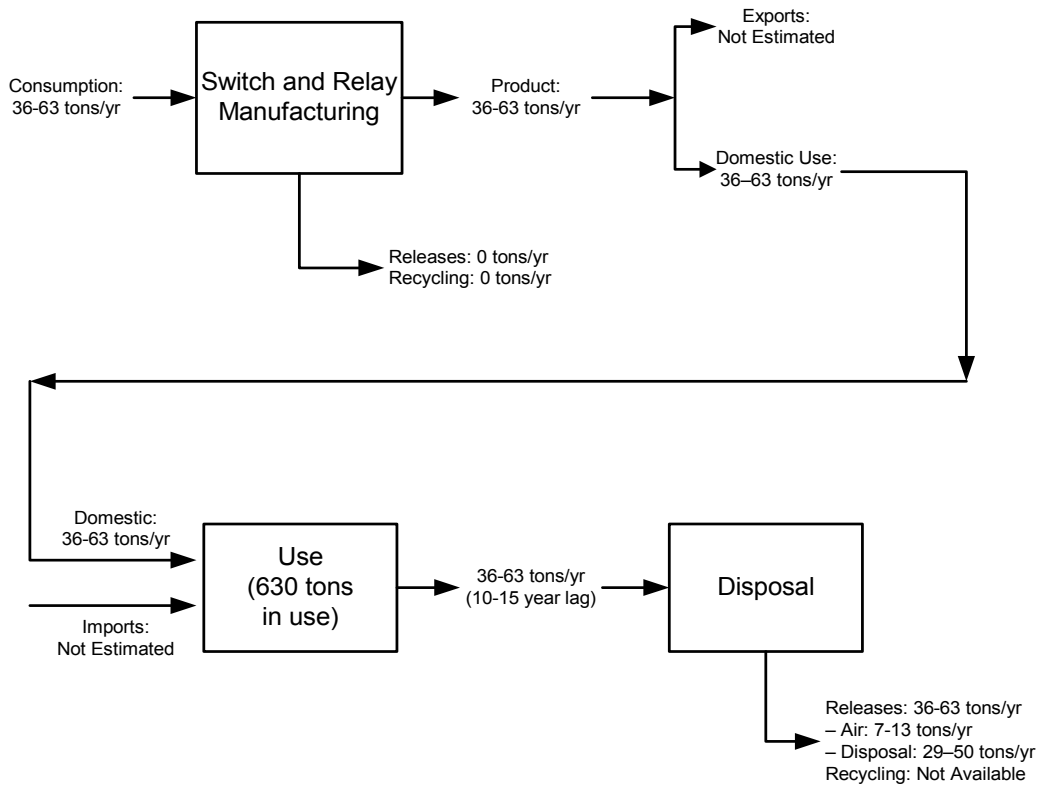 Exports:
Not Estimated
Consumption:
36-63 tons/yr
Switch and Relay
Manufacturing
Product:
36-63 tons/yr
Domestic Use:
36–63 tons/yr
Releases: 0 tons/yr
Recycling: 0 tons/yr
Domestic:
36-63 tons/yr
Imports:
Not Estimated
Use
(630 tons
in use)
36-63 tons/yr
(10-15 year lag)
Disposal
Releases: 36-63 tons/yr
– Air: 7-13 tons/yr
– Disposal: 29–50 tons/yr
Recycling: Not Available